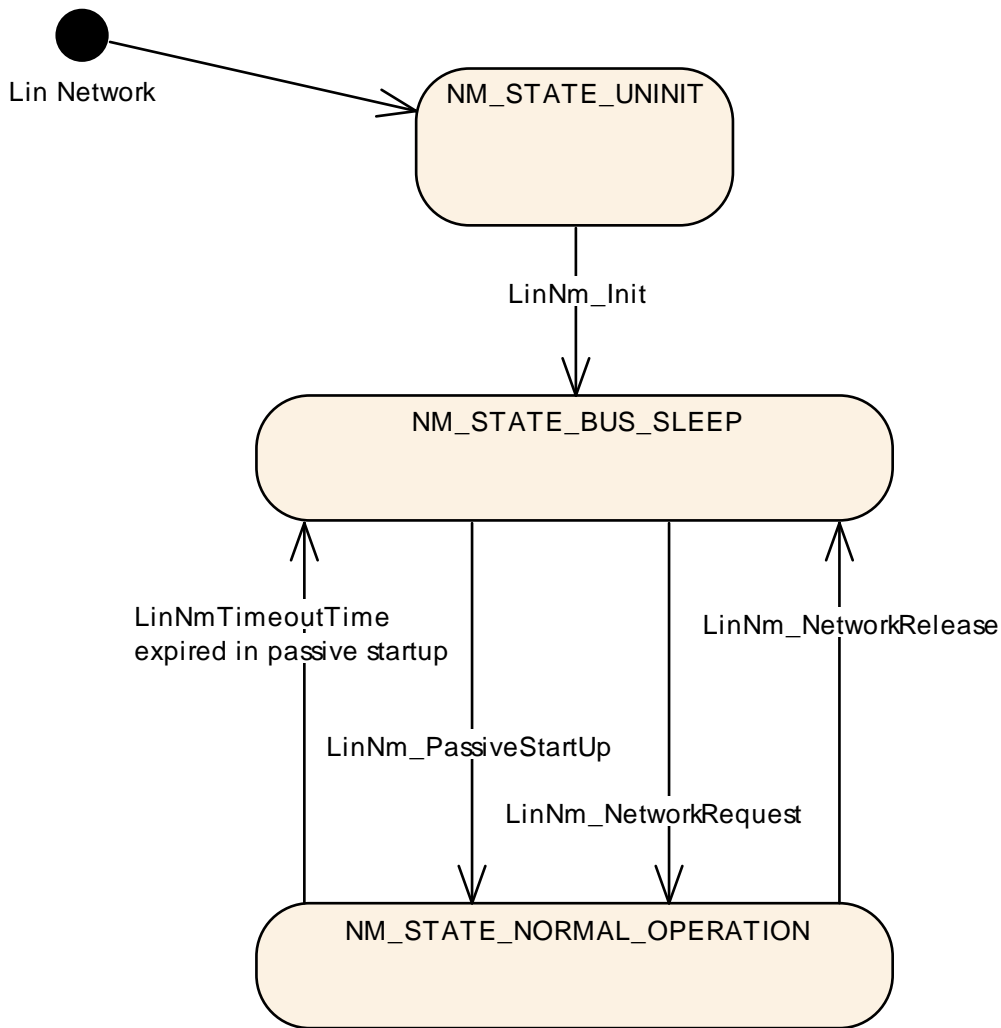 Lin Network
NM_STATE_UNINIT
LinNm_Init
NM_STATE_BUS_SLEEP
LinNmTimeoutTime
expired in passive startup
LinNm_NetworkRelease
LinNm_PassiveStartUp
LinNm_NetworkRequest
NM_STATE_NORMAL_OPERATION